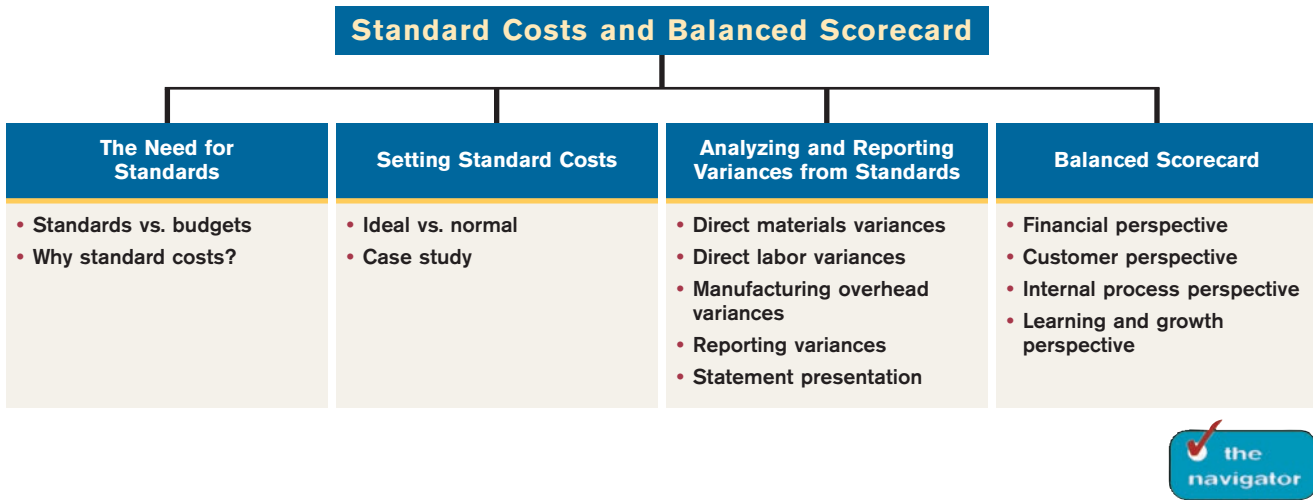 Standard Costs and Balanced Scorecard
The Need for
Standards
• Standards vs. budgets
• Why standard costs?
Setting Standard Costs
• Ideal vs. normal
• Case study
Analyzing and Reporting
Variances from Standards
• Direct materials variances
• Direct labor variances
• Manufacturing overhead
variances
• Reporting variances
• Statement presentation
Balanced Scorecard
• Financial perspective
• Customer perspective
• Internal process perspective
• Learning and growth
perspective
the
navigator